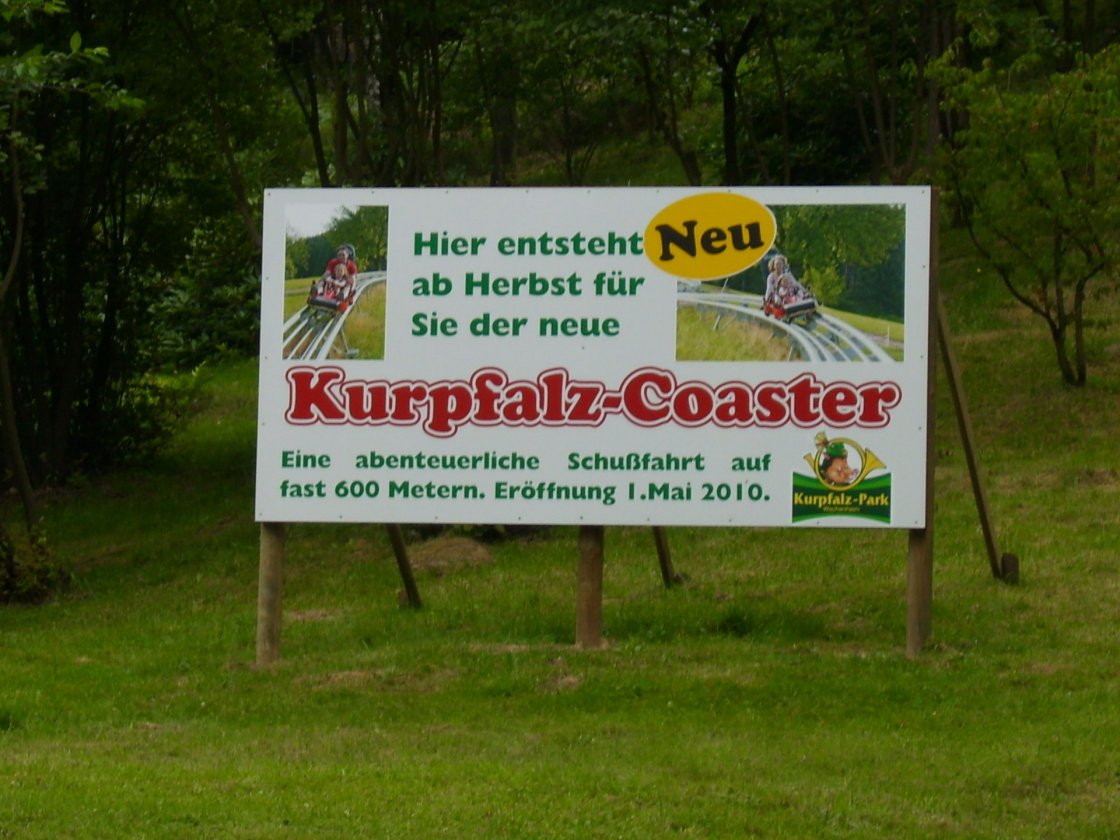 Hier entsteht
ab Herbst für
Sie der neue
Neu
Kurpfalz-Coaster
Eine abenteuerliche Schußfahrt auf
fast 600 Metern. Eröffnung 1.Mai 2010.
Kurpfalz-Park
Wachenheim